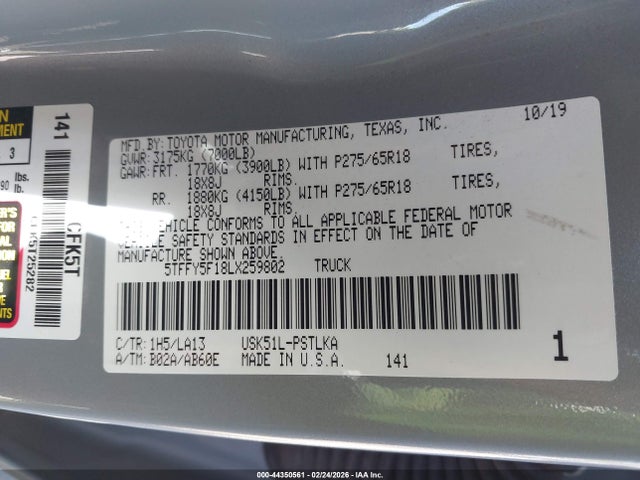 10/19
MFD.BY: TOYOTA MOTOR MANUFACTURING, TEXAS, INC.
GVWR: 3175KG (7000LB)
GAWR: FRT. 1770KG (3900LB) WITH P275/65R18 TIRES,
18X8J RIMS.
RR. 1880KG (4150LB) WITH P275/65R18 TIRES,
18X8J RIMS.
THIS VEHICLE CONFORMS TO ALL APPLICABLE FEDERAL MOTOR
VEHICLE SAFETY STANDARDS IN EFFECT ON THE DATE OF
MANUFACTURE SHOWN ABOVE.
5TFFY5F18LX259802 TRUCK
C/TR: 1H5/LA13 USK51L-PSTLKA
A/TM: B02A/AB60E MADE IN U.S.A. 141
1
141
CFK5T
3
lbs.
lb.
000-44350561 - 02/24/2026 - IAA Inc.